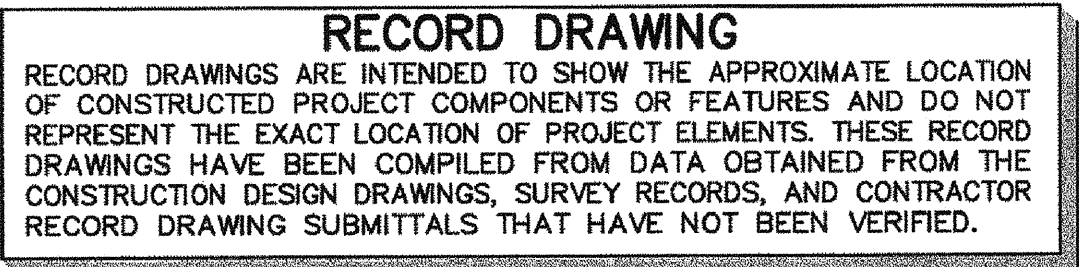 RECORD DRAWING
RECORD DRAWINGS ARE INTENDED TO SHOW THE APPROXIMATE LOCATION
OF CONSTRUCTED PROJECT COMPONENTS OR FEATURES AND DO NOT
REPRESENT THE EXACT LOCATION OF PROJECT ELEMENTS. THESE RECORD
DRAWINGS HAVE BEEN COMPILED FROM DATA OBTAINED FROM THE
CONSTRUCTION DESIGN DRAWINGS, SURVEY RECORDS, AND CONTRACTOR
RECORD DRAWING SUBMITTALS THAT HAVE NOT BEEN VERIFIED.